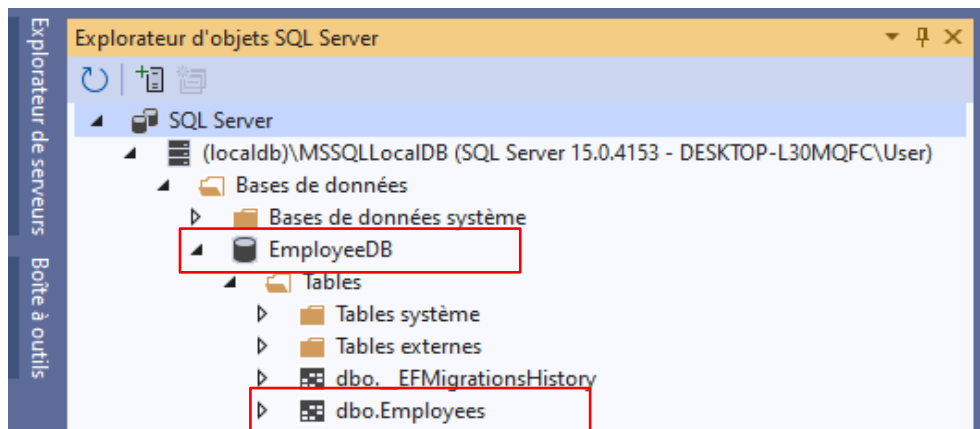 Explorateur de serveurs
Boîte à outils
Explorateur d'objets SQL Server
SQL Server
(localdb)\MSSQLLocalDB (SQL Server 15.0.4153 - DESKTOP-L30MQFC\User)
Bases de données
Bases de données système
EmployeeDB
Tables
Tables système
Tables externes
dbo.__EFMigrationsHistory
dbo.Employees